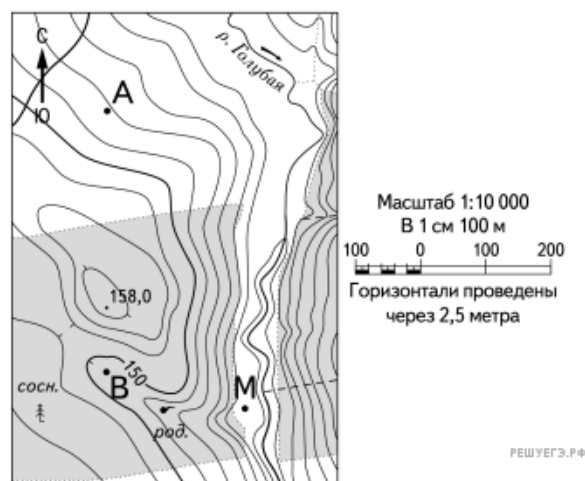 С
Ю
А
р. Голубая
158,0
150
В
М
сосн.
род.
Масштаб 1:10 000
В 1 см 100 м
100 0 100 200
Горизонтали проведены
через 2,5 метра
РЕШУЕГЭ.РФ